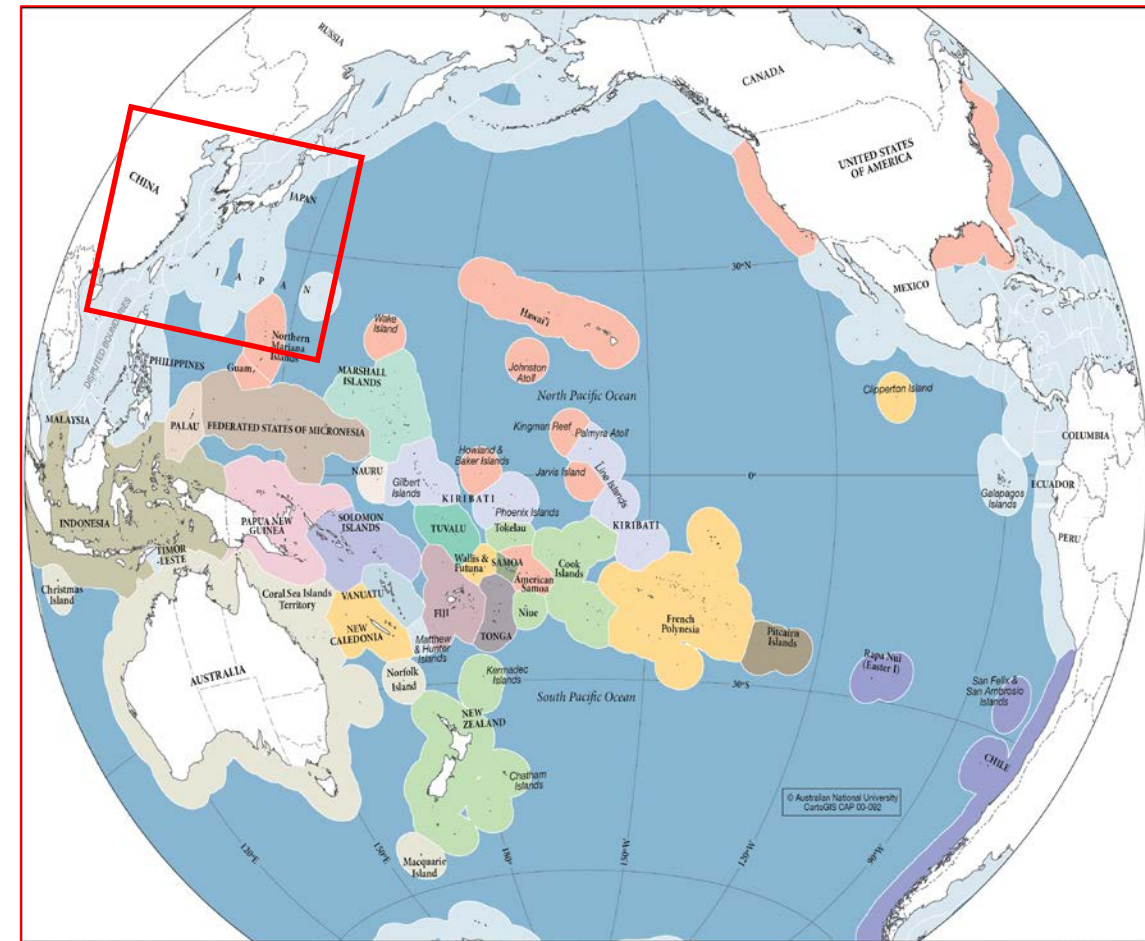 RUSSIA
CANADA
UNITED STATES
OF AMERICA
CHINA
JAPAN
30°N
MEXICO
J A P A N
DISPUTED BOUNDARIES
Wake
Island
Hawai'i
Northern
Mariana
Islands
PHILIPPINES
Guam
MARSHALL
ISLANDS
Johnston
Atoll
North Pacific Ocean
Clipperton Island
MALAYSIA
PALAU
FEDERATED STATES OF MICRONESIA
Kingman Reef
Palmyra Atoll
COLUMBIA
Howland &
Baker Islands
NAURU
Gilbert
Islands
Jarvis Island
Line Islands
0°
Galapagos
Islands
ECUADOR
KIRIBATI
Phoenix Islands
INDONESIA
PAPUA NEW
GUINEA
SOLOMON
ISLANDS
TUVALU
Tokelau
KIRIBATI
PERU
TIMOR
-LESTE
Wallis &
Futuna
SAMOA
American
Samoa
Cook
Islands
Christmas
Island
Coral Sea Islands
Territory
VANUATU
FIJI
TONGA
Niue
French
Polynesia
Pitcairn
Islands
NEW
CALEDONIA
Matthew
& Hunter
Islands
AUSTRALIA
Norfolk
Island
Kermadec
Islands
Rapa Nui
(Easter I)
30°S
San Felix &
San Ambrosio
Islands
South Pacific Ocean
NEW
ZEALAND
CHILE
Chatham
Islands
© Australian National University
CartoGIS CAP 00-092
Macquarie
Island
120°E
150°E
180°
150°W
120°W
90°W